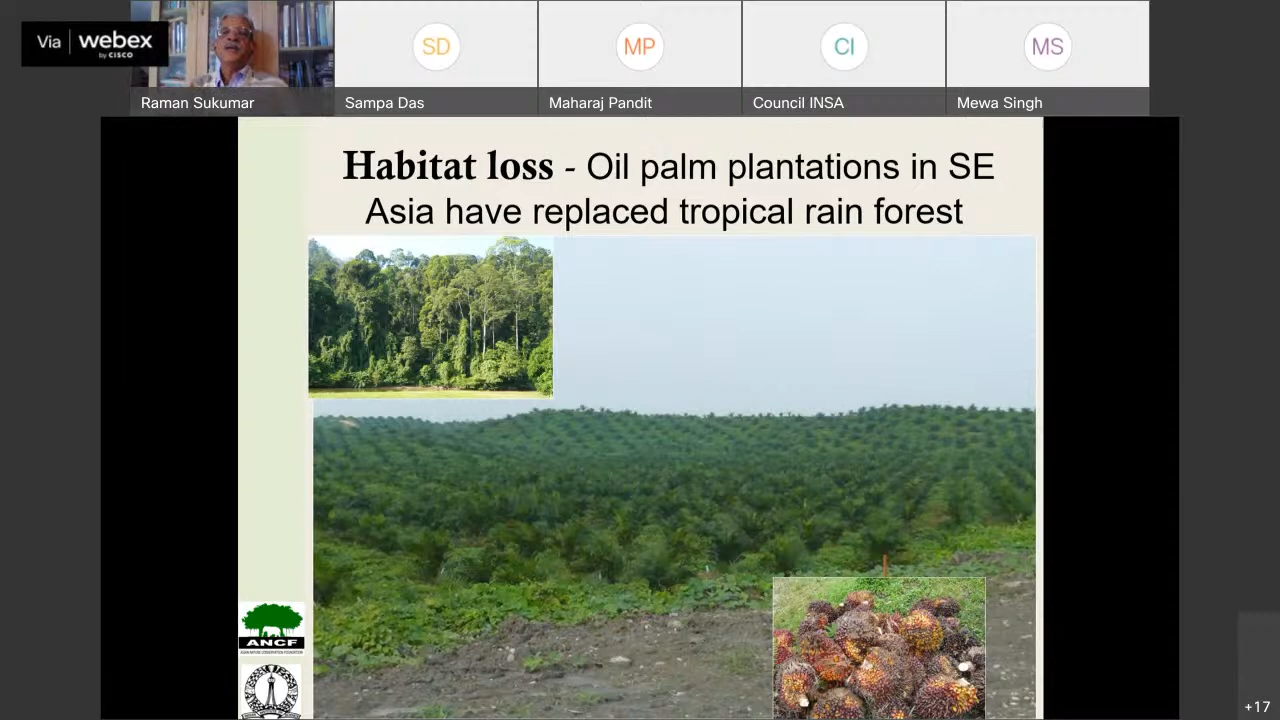 Via webex
by CISCO
SD
MP
CI
MS
Raman Sukumar
Sampa Das
Maharaj Pandit
Council INSA
Mewa Singh
Habitat loss - Oil palm plantations in SE
Asia have replaced tropical rain forest
ANCF
+17